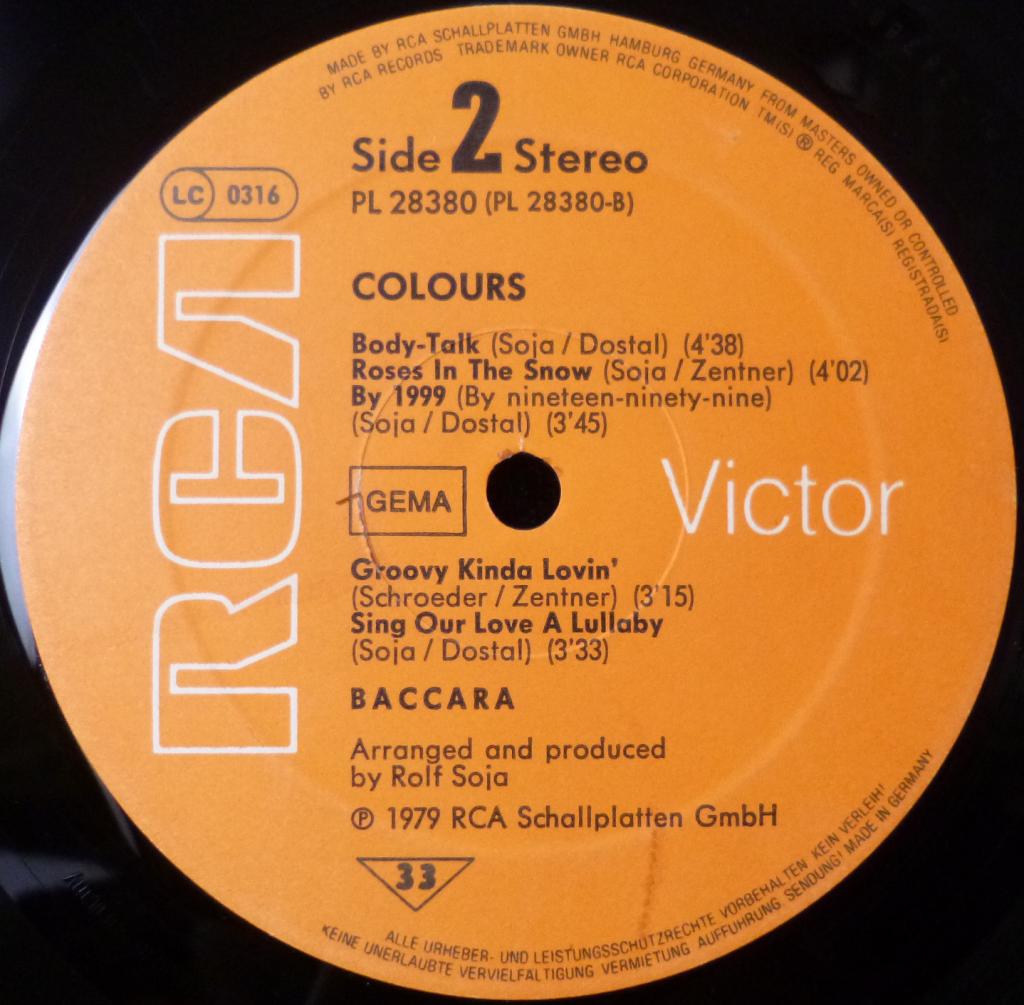 MADE BY RCA SCHALLPLATTEN GMBH HAMBURG GERMANY FROM MASTERS OWNED OR CONTROLLED
BY RCA RECORDS TRADEMARK OWNER RCA CORPORATION TM(S) ® REG MARCA(S) REGISTRADA(S)
Side 2 Stereo
LC 0316
PL 28380 (PL 28380-B)
COLOURS
Body-Talk (Soja / Dostal) (4'38)
Roses In The Snow (Soja / Zentner) (4'02)
By 1999 (By nineteen-ninety-nine)
(Soja / Dostal) (3'45)
RCA
GEMA
Victor
Groovy Kinda Lovin'
(Schroeder / Zentner) (3'15)
Sing Our Love A Lullaby
(Soja / Dostal) (3'33)
BACCARA
Arranged and produced
by Rolf Soja
℗ 1979 RCA Schallplatten GmbH
33
ALLE URHEBER- UND LEISTUNGSSCHUTZRECHTE VORBEHALTEN KEIN VERLEIH!
KEINE UNERLAUBTE VERVIELFALTIGUNG VERMIETUNG AUFFUHRUNG SENDUNG! MADE IN GERMANY